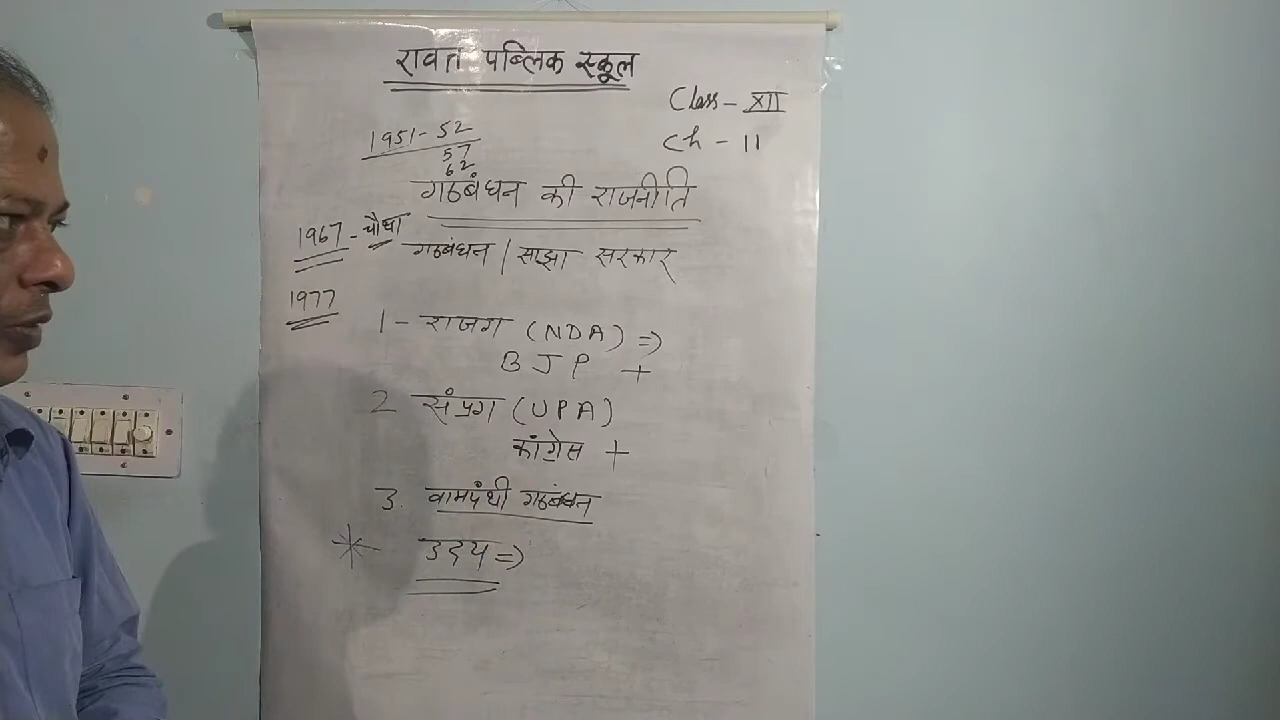 रावत पब्लिक स्कूल
Class - XII
Ch - 11
1951 - 52
57
62
गठबंधन की राजनीति
1967 - चौथा
गठबंधन / साझा सरकार
1977
1 - राजग (NDA) =>
BJP +
2 संप्रग (UPA)
कांग्रेस +
3. वामपंथी गठबंधन
* उदय =>